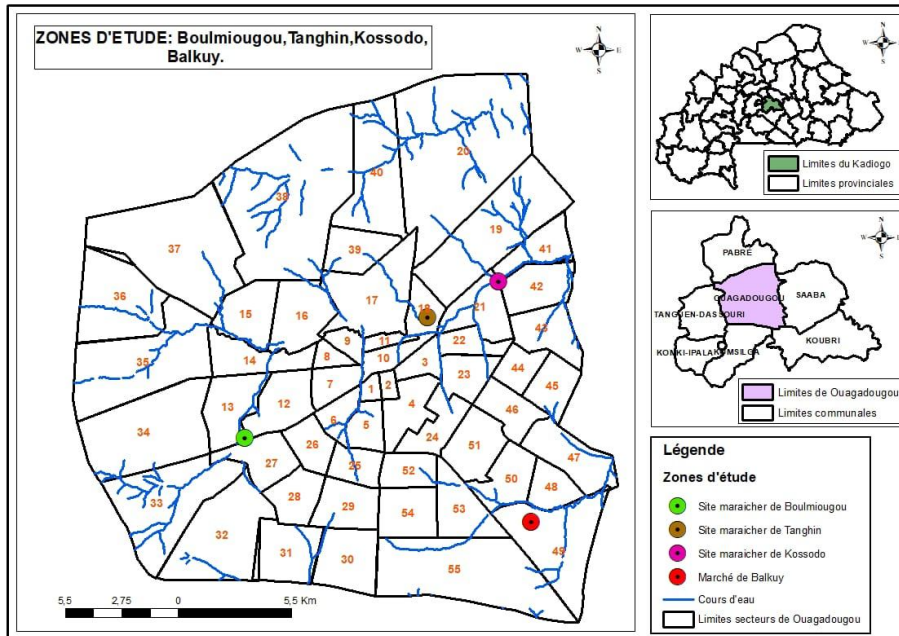 ZONES D'ETUDE: Boulmiougou,Tanghin,Kossodo,
Balkuy.
N
W E
S
20
40
38
19
41
39
37
42
36
17
18
21
15
16
43
9
11
22
35
14
8
10
3
44
7
23
45
1
2
13
12
4
46
34
6
5
24
26
51
47
27
25
52
50
33
28
48
29
54
53
32
49
31
30
55
5,5 2,75 0 5,5 Km
N
W E
S
Limites du Kadiogo
Limites provinciales
N
W E
S
PABRÉ
OUAGADOUGOU
SAABA
TANGUEN-DASSOURI
KOUBRI
KOMKI-IPALA
KOMSILGA
Limites de Ouagadougou
Limites communales
Légende
Zones d'étude
Site maraicher de Boulmiougou
Site maraicher de Tanghin
Site maraicher de Kossodo
Marché de Balkuy
Cours d'eau
Limites secteurs de Ouagadougou